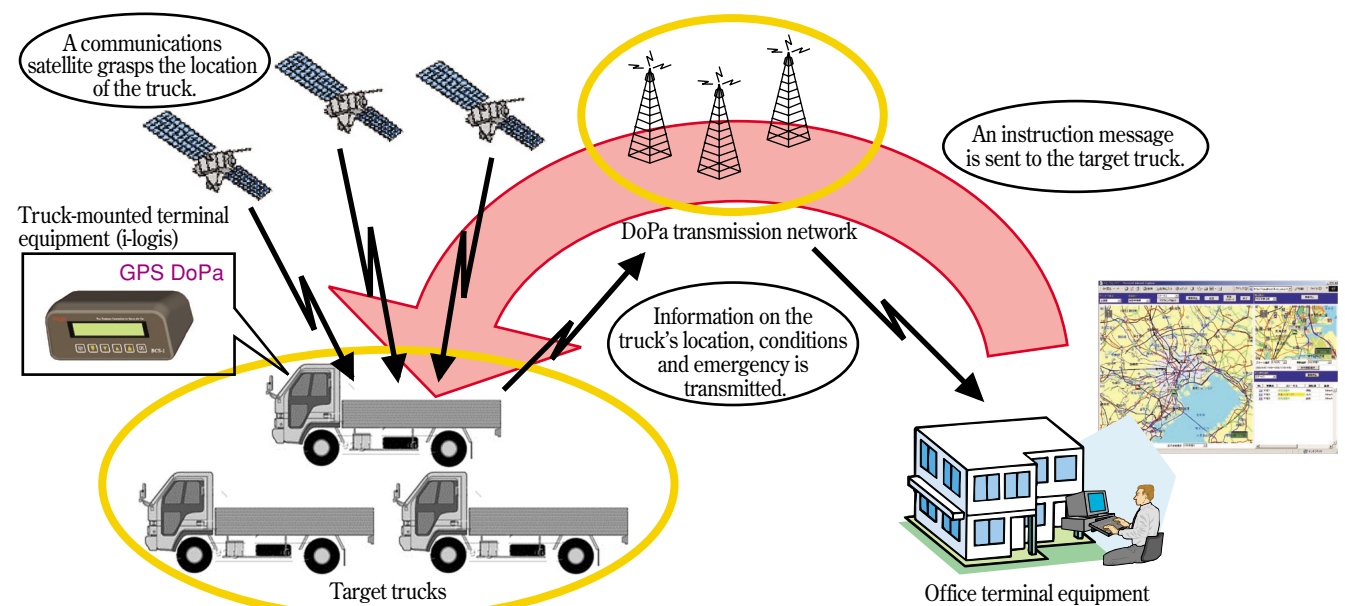 A communications
satellite grasps the location
of the truck.
An instruction message
is sent to the target truck.
Truck-mounted terminal
equipment (i-logis)
GPS DoPa
DoPa transmission network
Information on the
truck's location, conditions
and emergency is
transmitted.
Target trucks
Office terminal equipment